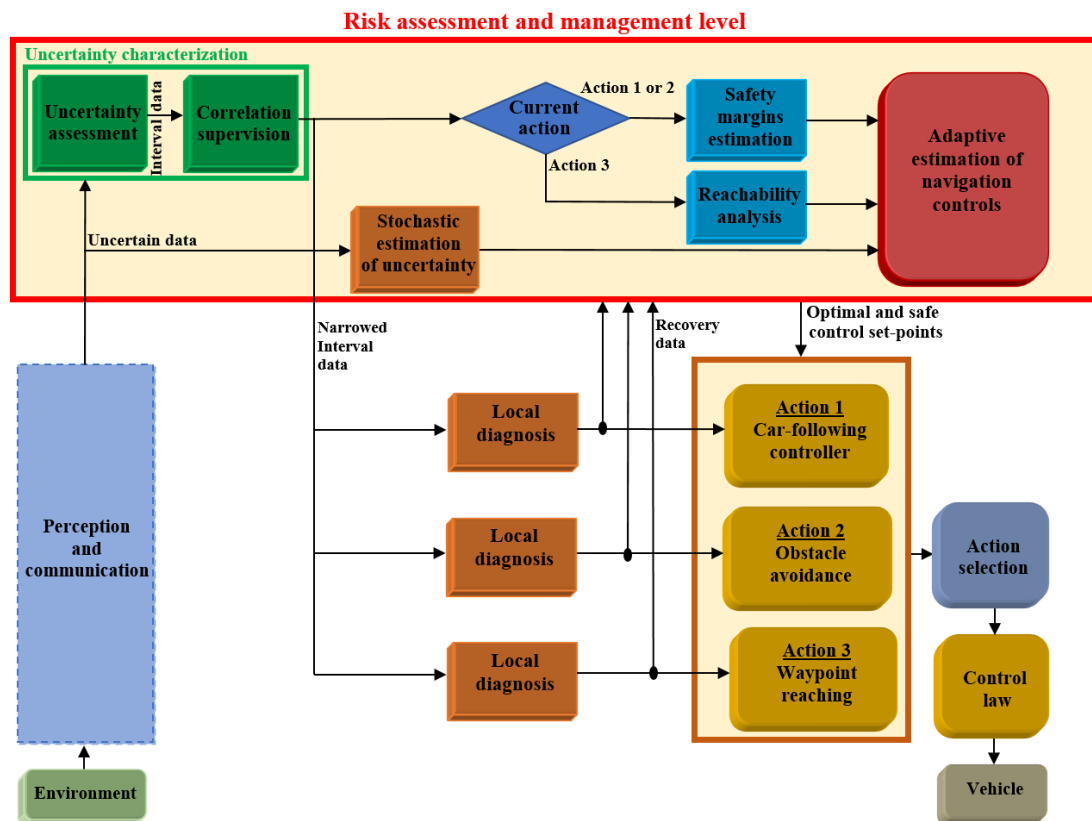 Risk assessment and management level
Uncertainty characterization
Uncertainty
assessment
Interval data
Correlation
supervision
Current
action
Action 1 or 2
Action 3
Safety
margins
estimation
Reachability
analysis
Adaptive
estimation of
navigation
controls
Uncertain data
Stochastic
estimation
of uncertainty
Narrowed
Interval
data
Recovery
data
Optimal and safe
control set-points
Perception
and
communication
Local
diagnosis
Action 1
Car-following
controller
Local
diagnosis
Action 2
Obstacle
avoidance
Action
selection
Local
diagnosis
Action 3
Waypoint
reaching
Control
law
Environment
Vehicle